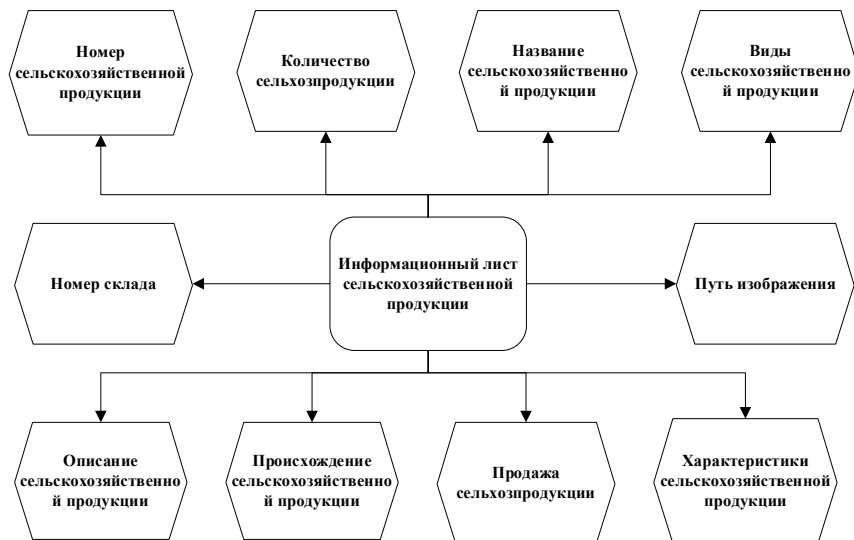 Номер
сельскохозяйственной
продукции
Количество
сельхозпродукции
Название
сельскохозяйственно
й продукции
Виды
сельскохозяйственно
й продукции
Номер склада
Информационный лист
сельскохозяйственной
продукции
Путь изображения
Описание
сельскохозяйственно
й продукции
Происхождение
сельскохозяйственно
й продукции
Продажа
сельхозпродукции
Характеристики
сельскохозяйственной
продукции